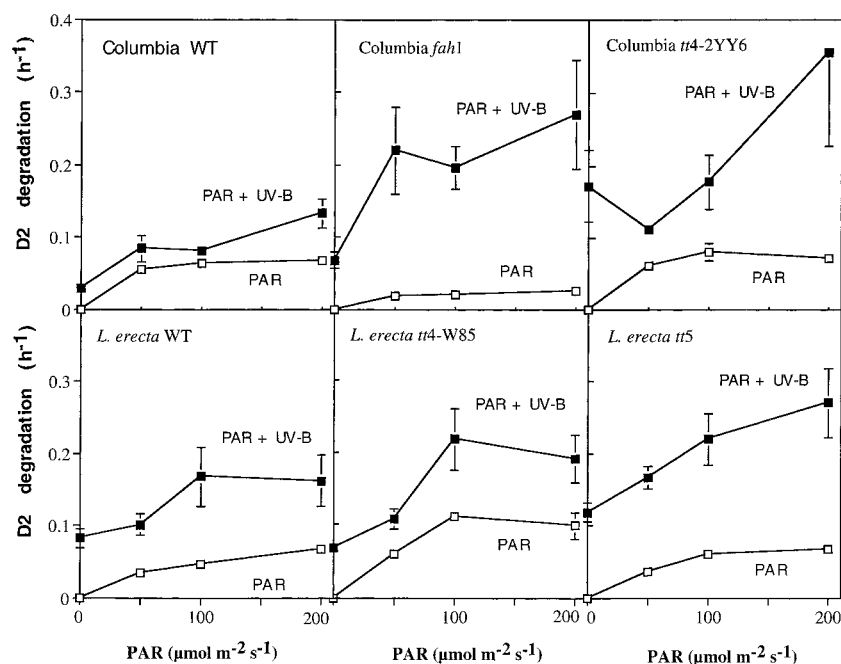 Columbia WT
Columbia fah1
Columbia tt4-2YY6
0.4
0.3
0.2
0.1
0
D2 degradation (h⁻¹)
PAR + UV-B
PAR
PAR + UV-B
PAR
PAR + UV-B
PAR
L. erecta WT
L. erecta tt4-W85
L. erecta tt5
0.3
0.2
0.1
0
D2 degradation (h⁻¹)
PAR + UV-B
PAR
PAR + UV-B
PAR
PAR + UV-B
PAR
0 100 200
0 100 200
0 100 200
PAR (µmol m⁻² s⁻¹)
PAR (µmol m⁻² s⁻¹)
PAR (µmol m⁻² s⁻¹)